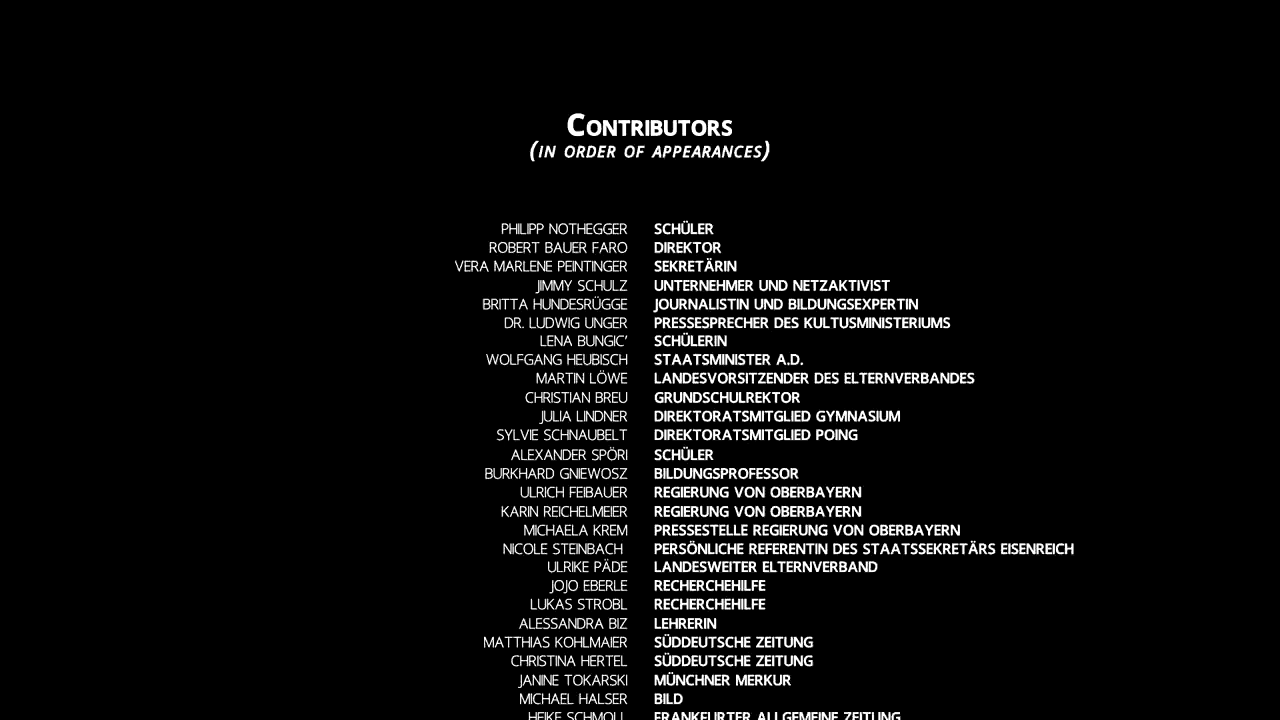 Contributors
(in order of appearances)
PHILIPP NOTHEGGER SCHÜLER
ROBERT BAUER FARO DIREKTOR
VERA MARLENE PEINTINGER SEKRETÄRIN
JIMMY SCHULZ UNTERNEHMER UND NETZAKTIVIST
BRITTA HUNDESRÜGGE JOURNALISTIN UND BILDUNGSEXPERTIN
DR. LUDWIG UNGER PRESSESPRECHER DES KULTUSMINISTERIUMS
LENA BUNGIC' SCHÜLERIN
WOLFGANG HEUBISCH STAATSMINISTER A.D.
MARTIN LÖWE LANDESVORSITZENDER DES ELTERNVERBANDES
CHRISTIAN BREU GRUNDSCHULREKTOR
JULIA LINDNER DIREKTORATSMITGLIED GYMNASIUM
SYLVIE SCHNAUBELT DIREKTORATSMITGLIED POING
ALEXANDER SPÖRI SCHÜLER
BURKHARD GNIEWOSZ BILDUNGSPROFESSOR
ULRICH FEIBAUER REGIERUNG VON OBERBAYERN
KARIN REICHELMEIER REGIERUNG VON OBERBAYERN
MICHAELA KREM PRESSESTELLE REGIERUNG VON OBERBAYERN
NICOLE STEINBACH PERSÖNLICHE REFERENTIN DES STAATSSEKRETÄRS EISENREICH
ULRIKE PÄDE LANDESWEITER ELTERNVERBAND
JOJO EBERLE RECHERCHEHILFE
LUKAS STROBL RECHERCHEHILFE
ALESSANDRA BIZ LEHRERIN
MATTHIAS KOHLMAIER SÜDDEUTSCHE ZEITUNG
CHRISTINA HERTEL SÜDDEUTSCHE ZEITUNG
JANINE TOKARSKI MÜNCHNER MERKUR
MICHAEL HALSER BILD
HEIKE SCHMOLL FRANKFURTER ALLGEMEINE ZEITUNG